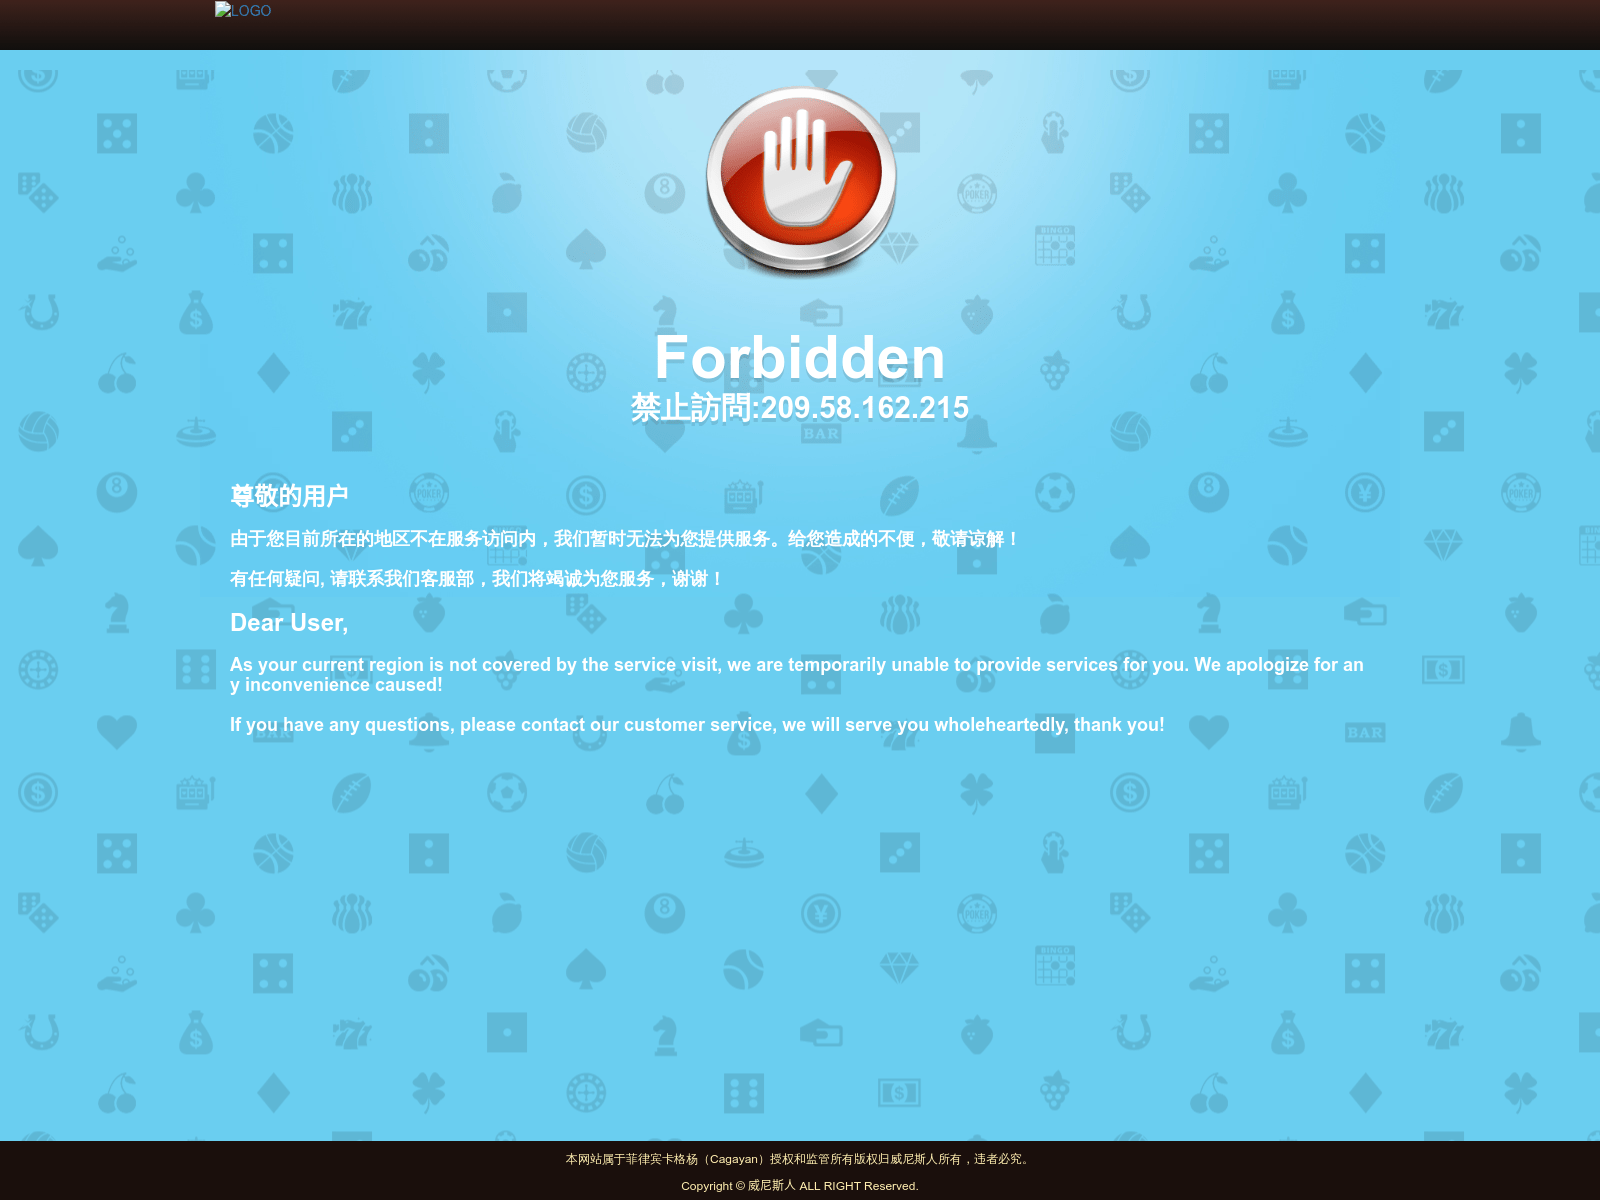 LOGO
Forbidden
禁止訪問:209.58.162.215
尊敬的用户
由于您目前所在的地区不在服务访问内，我们暂时无法为您提供服务。给您造成的不便，敬请谅解！
有任何疑问, 请联系我们客服部，我们将竭诚为您服务，谢谢！
Dear User,
As your current region is not covered by the service visit, we are temporarily unable to provide services for you. We apologize for an
y inconvenience caused!
If you have any questions, please contact our customer service, we will serve you wholeheartedly, thank you!
本网站属于菲律宾卡格杨（Cagayan）授权和监管所有版权归威尼斯人所有，违者必究。
Copyright © 威尼斯人 ALL RIGHT Reserved.